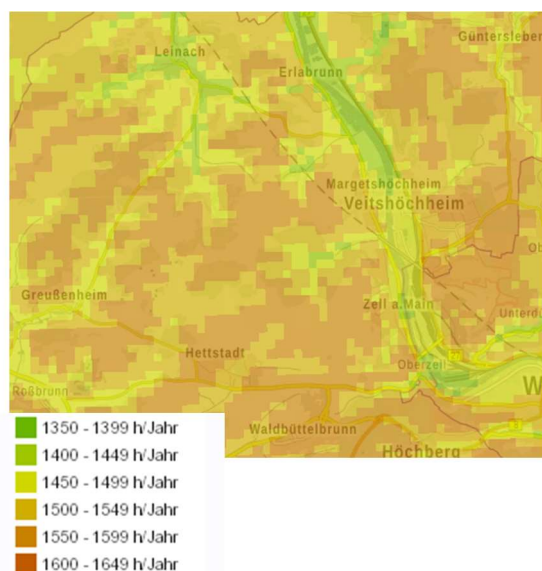 Leinach
Güntersleber
Erlabrunn
Margetshöchheim
Veitshöchheim
Greußenheim
Zell a.Main
Unterd
Hettstadt
Oberzell
Roßbrunn
W
Waldbüttelbrunn
Höchberg
1350 - 1399 h/Jahr
1400 - 1449 h/Jahr
1450 - 1499 h/Jahr
1500 - 1549 h/Jahr
1550 - 1599 h/Jahr
1600 - 1649 h/Jahr